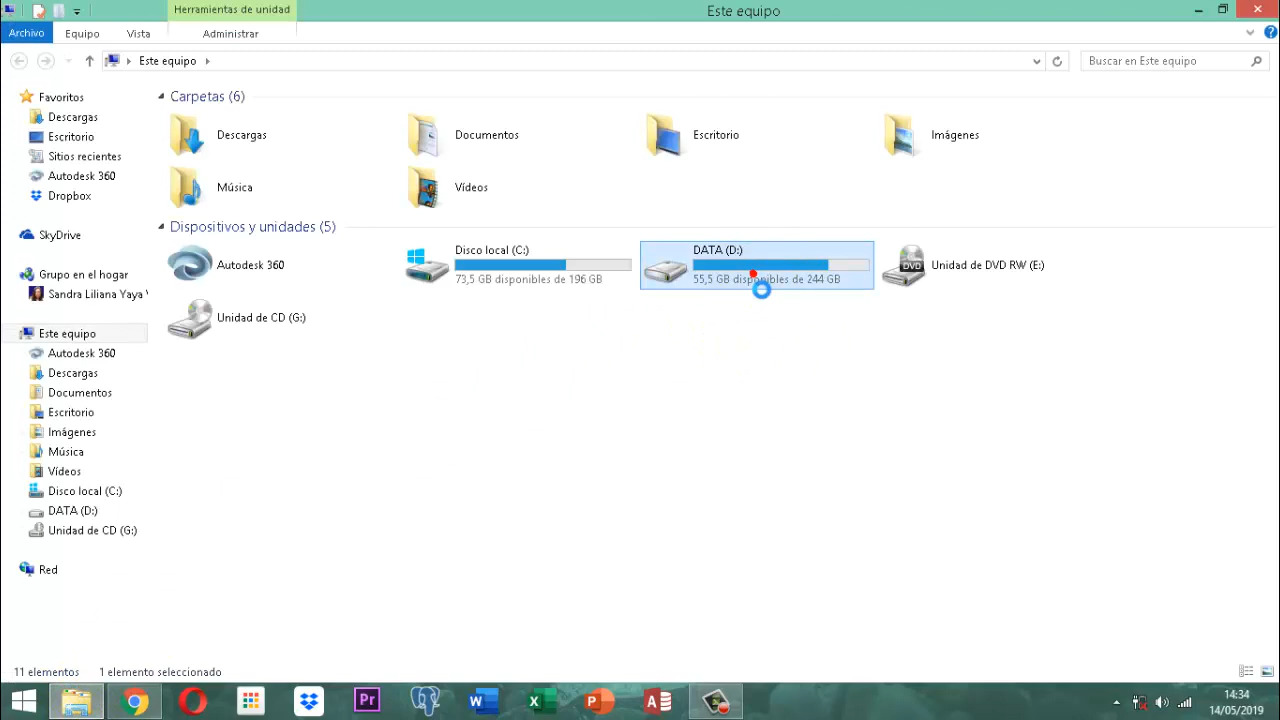 Herramientas de unidad
Este equipo
Archivo
Equipo
Vista
Administrar
Este equipo
Buscar en Este equipo
Favoritos
Descargas
Escritorio
Sitios recientes
Autodesk 360
Dropbox
SkyDrive
Grupo en el hogar
Sandra Liliana Yaya
Este equipo
Autodesk 360
Descargas
Documentos
Escritorio
Imágenes
Música
Vídeos
Disco local (C:)
DATA (D:)
Unidad de CD (G:)
Red
Carpetas (6)
Descargas
Documentos
Escritorio
Imágenes
Música
Vídeos
Dispositivos y unidades (5)
Autodesk 360
Disco local (C:)
73,5 GB disponibles de 196 GB
DATA (D:)
55,5 GB disponibles de 244 GB
DVD
Unidad de DVD RW (E:)
Unidad de CD (G:)
11 elementos
1 elemento seleccionado
Pr
14:34
14/05/2019